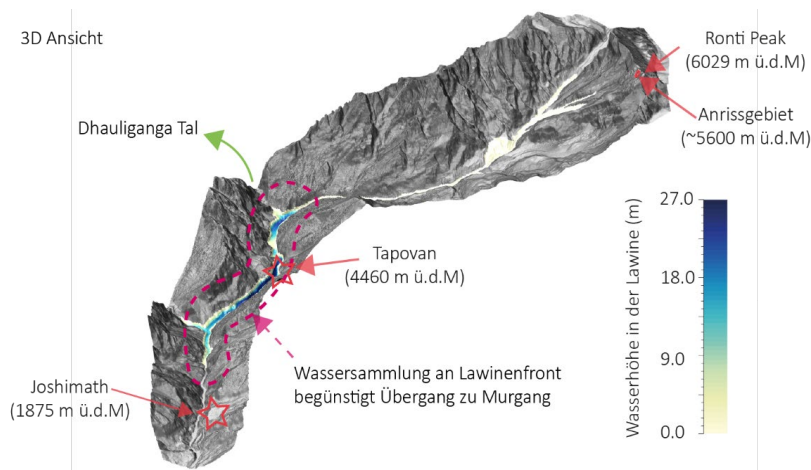 3D Ansicht
Ronti Peak
(6029 m ü.d.M)
Anrissgebiet
(~5600 m ü.d.M)
Dhauliganga Tal
Tapovan
(4460 m ü.d.M)
Wassersammlung an Lawinenfront
begünstigt Übergang zu Murgang
Joshimath
(1875 m ü.d.M)
Wasserhöhe in der Lawine (m)
27.0
18.0
9.0
0.0